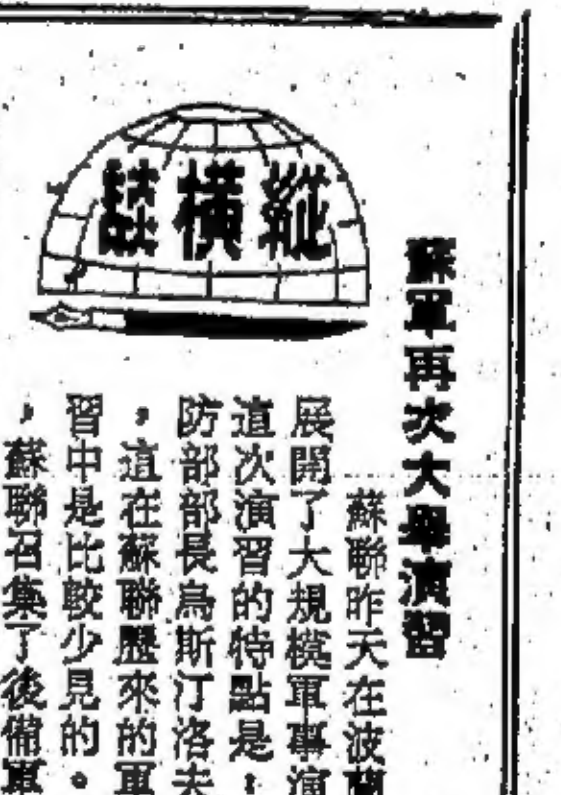 縱橫談
蘇軍再次大舉演習
蘇聯昨天在波蘭
展開了大規模軍事演
這次演習的特點是:
防部部長烏斯汀洛夫
,這在蘇聯歷來的軍
習中是比較少見的。
,蘇聯召集了後備軍